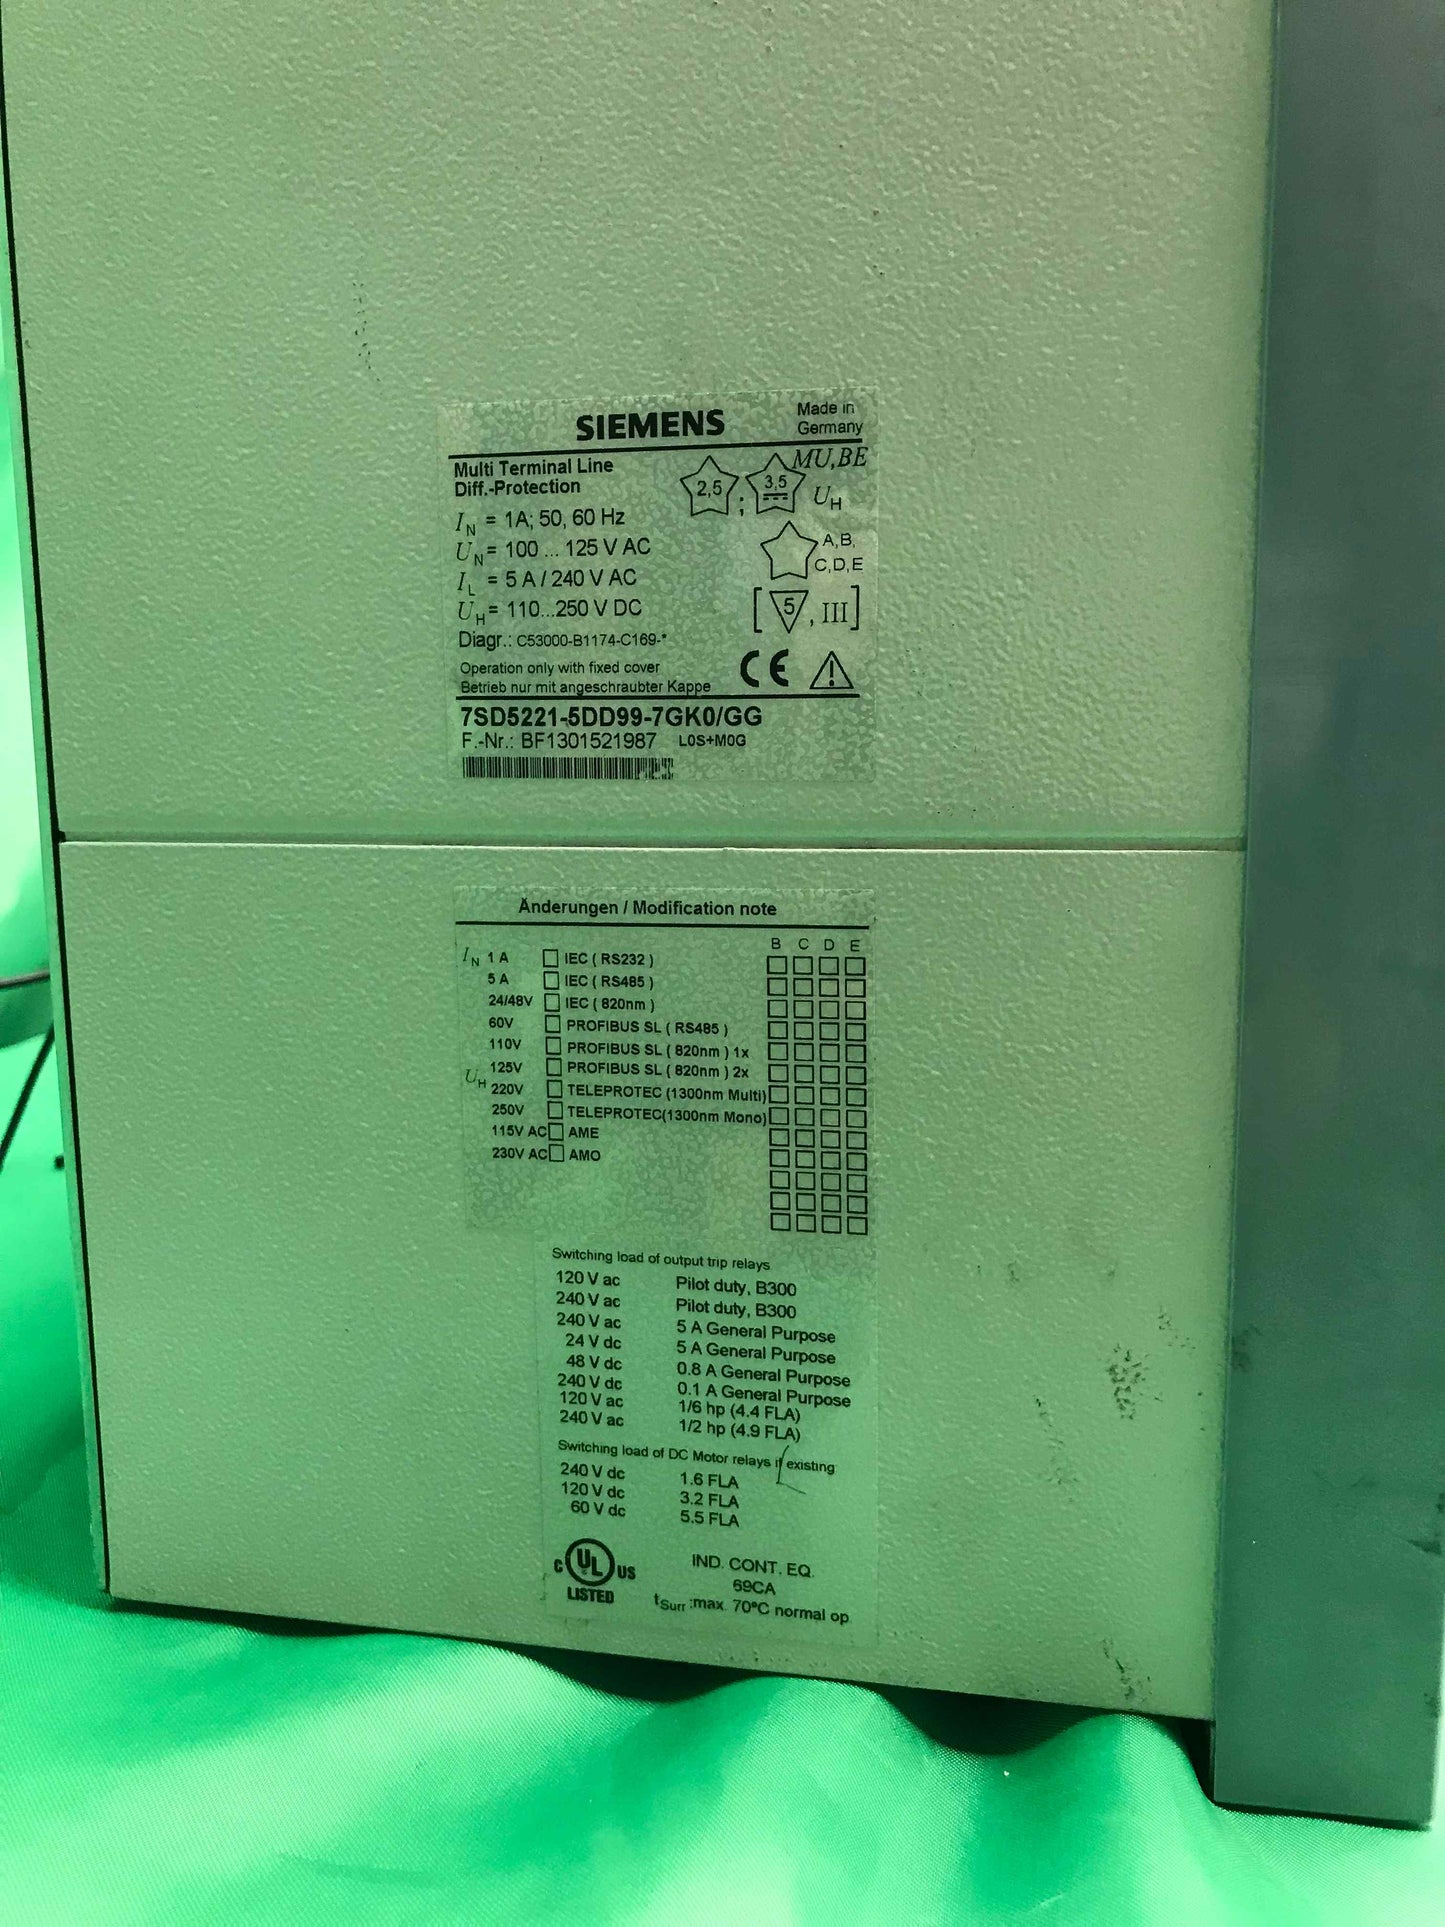 SIEMENS
Made in
Germany
Multi Terminal Line
Diff.-Protection
2,5 ; 3,5 MU,BE
UH
IN = 1A; 50, 60 Hz
UN = 100 ... 125 V AC
A,B,
C,D,E
IL = 5 A / 240 V AC
UH = 110...250 V DC
[5, III]
Diagr.: C53000-B1174-C169-*
Operation only with fixed cover
Betrieb nur mit angeschraubter Kappe
CE
7SD5221-5DD99-7GK0/GG
F.-Nr.: BF1301521987 L0S+M0G
Änderungen / Modification note
B C D E
IN 1 A IEC ( RS232 )
5 A IEC ( RS485 )
24/48V IEC ( 820nm )
60V PROFIBUS SL ( RS485 )
110V PROFIBUS SL ( 820nm ) 1x
UH 125V PROFIBUS SL ( 820nm ) 2x
220V TELEPROTEC (1300nm Multi)
250V TELEPROTEC(1300nm Mono)
115V AC AME
230V AC AMO
Switching load of output trip relays
120 V ac Pilot duty, B300
240 V ac Pilot duty, B300
240 V ac 5 A General Purpose
24 V dc 5 A General Purpose
48 V dc 0.8 A General Purpose
240 V dc 0.1 A General Purpose
120 V ac 1/6 hp (4.4 FLA)
240 V ac 1/2 hp (4.9 FLA)
Switching load of DC Motor relays if existing
240 V dc 1.6 FLA
120 V dc 3.2 FLA
60 V dc 5.5 FLA
C UL US
LISTED
IND. CONT. EQ.
69CA
tSurr :max. 70°C normal op.